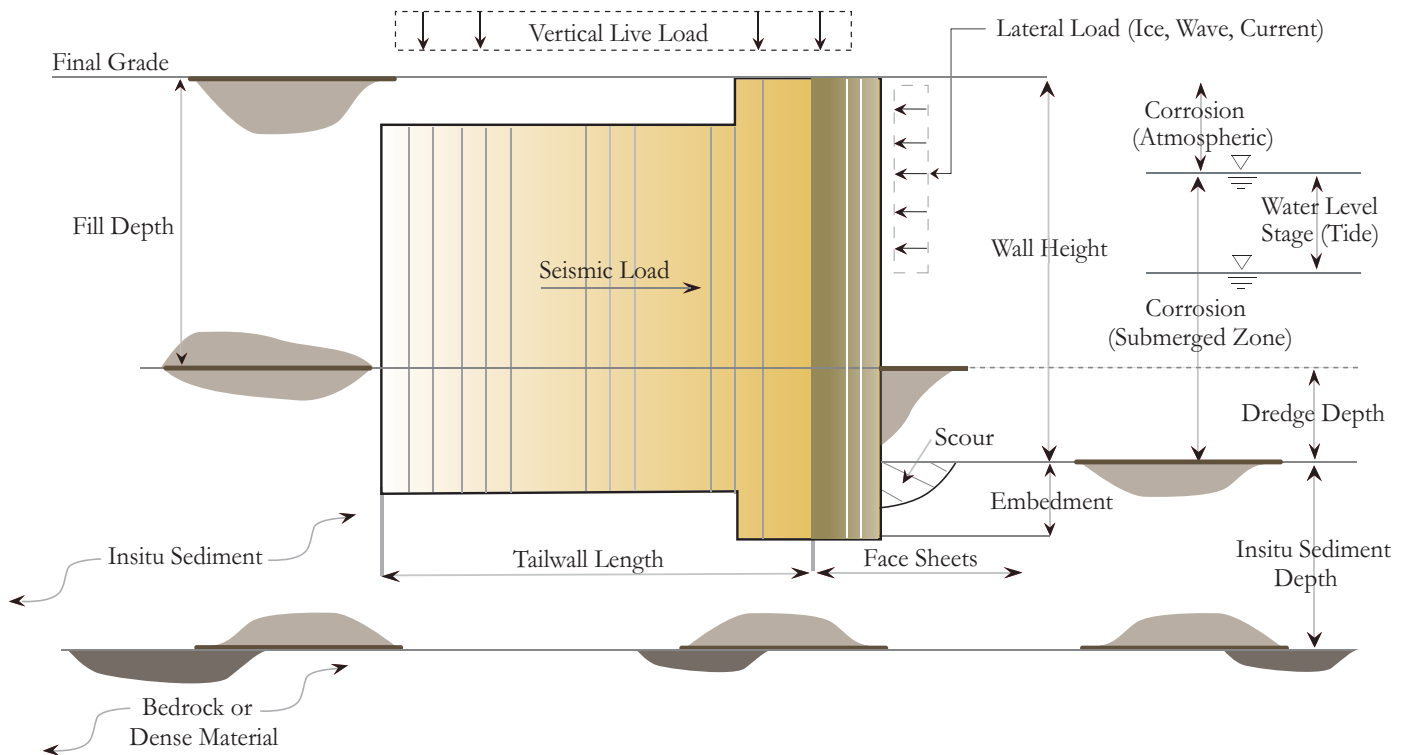 Vertical Live Load
Lateral Load (Ice, Wave, Current)
Final Grade
Corrosion
(Atmospheric)
Fill Depth
Water Level
Stage (Tide)
Wall Height
Seismic Load
Corrosion
(Submerged Zone)
Dredge Depth
Scour
Embedment
Insitu Sediment
Tailwall Length
Face Sheets
Insitu Sediment
Depth
Bedrock or
Dense Material